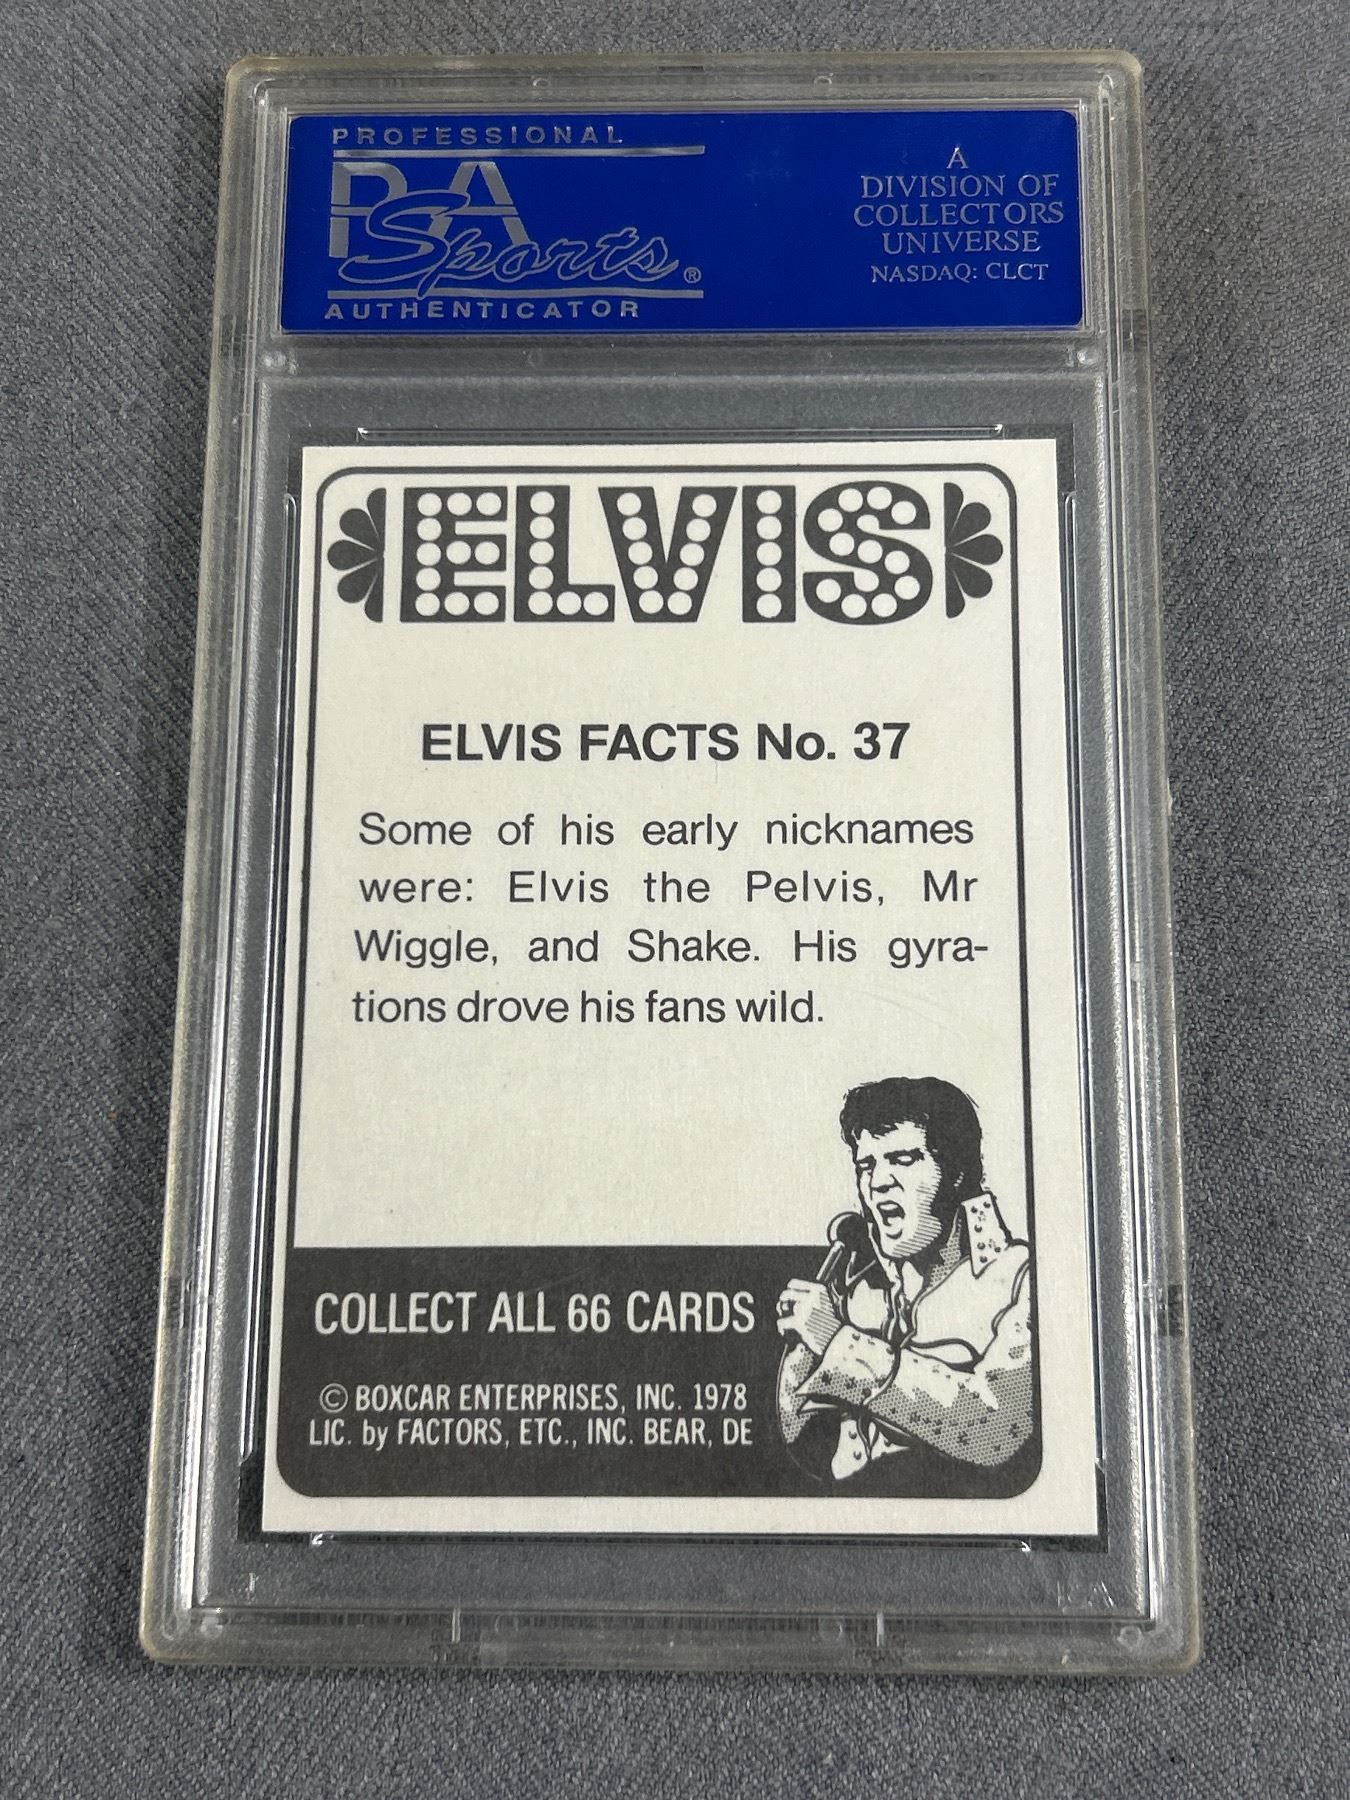 PROFESSIONAL
PSA
Sports®
AUTHENTICATOR
A
DIVISION OF
COLLECTORS
UNIVERSE
NASDAQ: CLCT
ELVIS
ELVIS FACTS No. 37
Some of his early nicknames
were: Elvis the Pelvis, Mr
Wiggle, and Shake. His gyra-
tions drove his fans wild.
COLLECT ALL 66 CARDS
© BOXCAR ENTERPRISES, INC. 1978
LIC. by FACTORS, ETC., INC. BEAR, DE